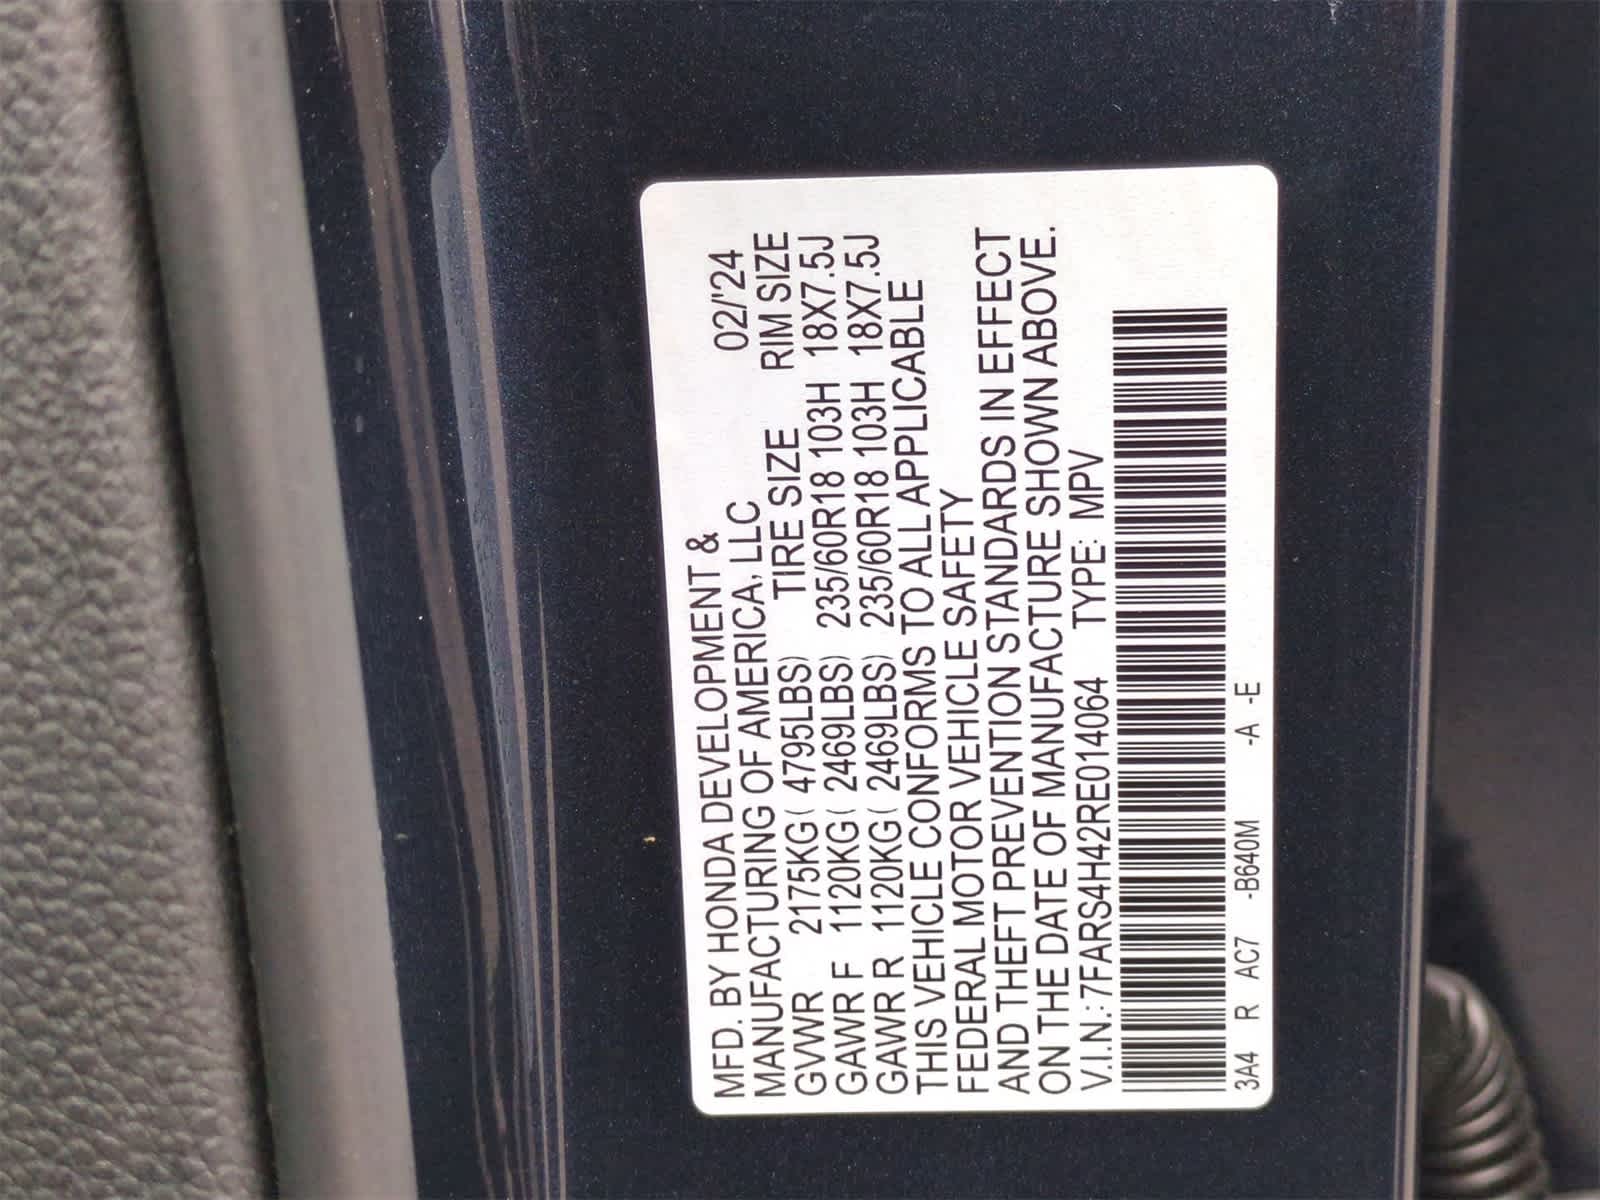 MFD. BY HONDA DEVELOPMENT &
MANUFACTURING OF AMERICA, LLC 02/'24
GVWR 2175KG( 4795LBS) TIRE SIZE RIM SIZE
GAWR F 1120KG( 2469LBS) 235/60R18 103H 18X7.5J
GAWR R 1120KG( 2469LBS) 235/60R18 103H 18X7.5J
THIS VEHICLE CONFORMS TO ALL APPLICABLE
FEDERAL MOTOR VEHICLE SAFETY
AND THEFT PREVENTION STANDARDS IN EFFECT
ON THE DATE OF MANUFACTURE SHOWN ABOVE.
V.I.N.: 7FARS4H42RE014064 TYPE: MPV
3A4 R AC7 -B640M -A -E